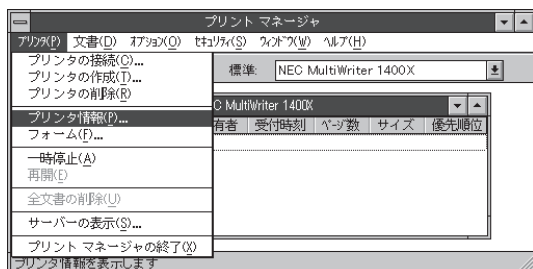 プリント マネージャ
プリンタ(P) 文書(D) オプション(O) セキュリティ(S) ウィンドウ(W) ヘルプ(H)
プリンタの接続(C)...
プリンタの作成(T)...
プリンタの削除(R)
標準: NEC MultiWriter 1400X
C MultiWriter 1400X
プリンタ情報(P)...
フォーム(F)...
有者 受付時刻 ページ数 サイズ 優先順位
一時停止(A)
再開(E)
全文書の削除(U)
サーバーの表示(S)...
プリント マネージャの終了(X)
プリンタ情報を表示します